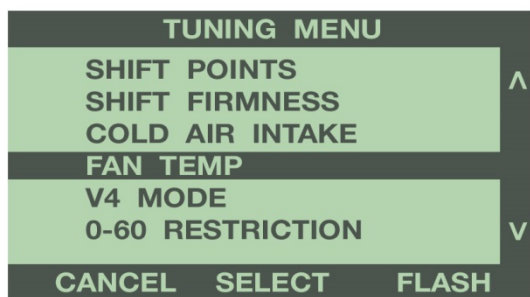 TUNING MENU
SHIFT POINTS
SHIFT FIRMNESS
COLD AIR INTAKE
FAN TEMP
V4 MODE
0-60 RESTRICTION
CANCEL SELECT FLASH